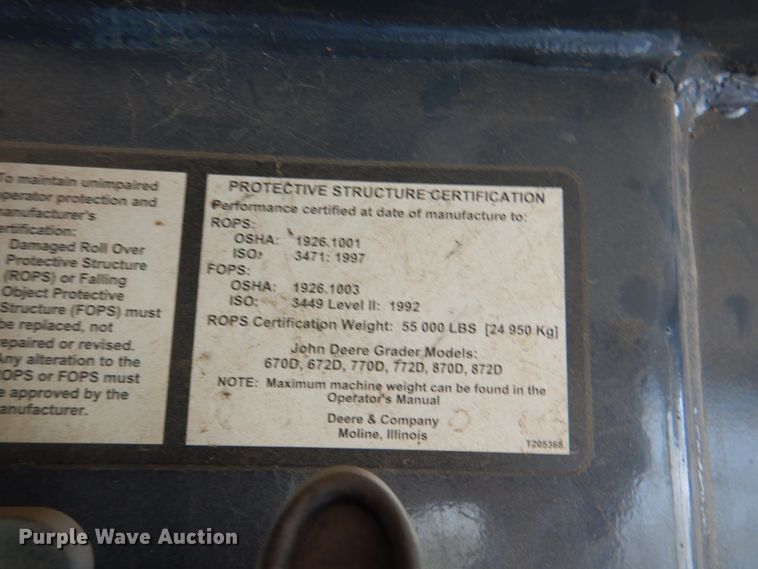 To maintain unimpaired
operator protection and
manufacturer's
certification:
Damaged Roll Over
Protective Structure
(ROPS) or Falling
Object Protective
Structure (FOPS) must
be replaced, not
repaired or revised.
Any alteration to the
ROPS or FOPS must
be approved by the
manufacturer.
PROTECTIVE STRUCTURE CERTIFICATION
Performance certified at date of manufacture to:
ROPS:
OSHA: 1926.1001
ISO: 3471: 1997
FOPS:
OSHA: 1926.1003
ISO: 3449 Level II: 1992
ROPS Certification Weight: 55 000 LBS [24 950 Kg]
John Deere Grader Models:
670D, 672D, 770D, 772D, 870D, 872D
NOTE: Maximum machine weight can be found in the
Operator's Manual
Deere & Company
Moline, Illinois
T205368
Purple Wave Auction